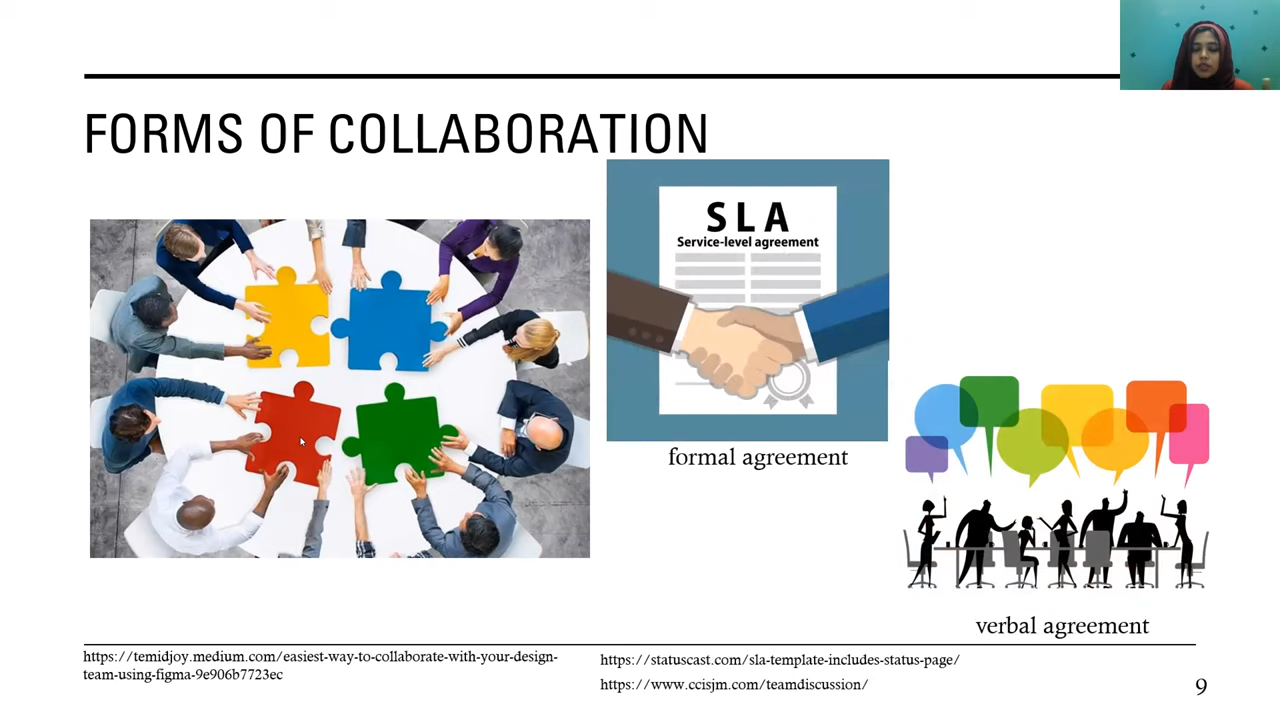 FORMS OF COLLABORATION
SLA
Service-level agreement
formal agreement
verbal agreement
https://temidjoy.medium.com/easiest-way-to-collaborate-with-your-design-
team-using-figma-9e906b7723ec
https://statuscast.com/sla-template-includes-status-page/
https://www.ccisjm.com/teamdiscussion/
9